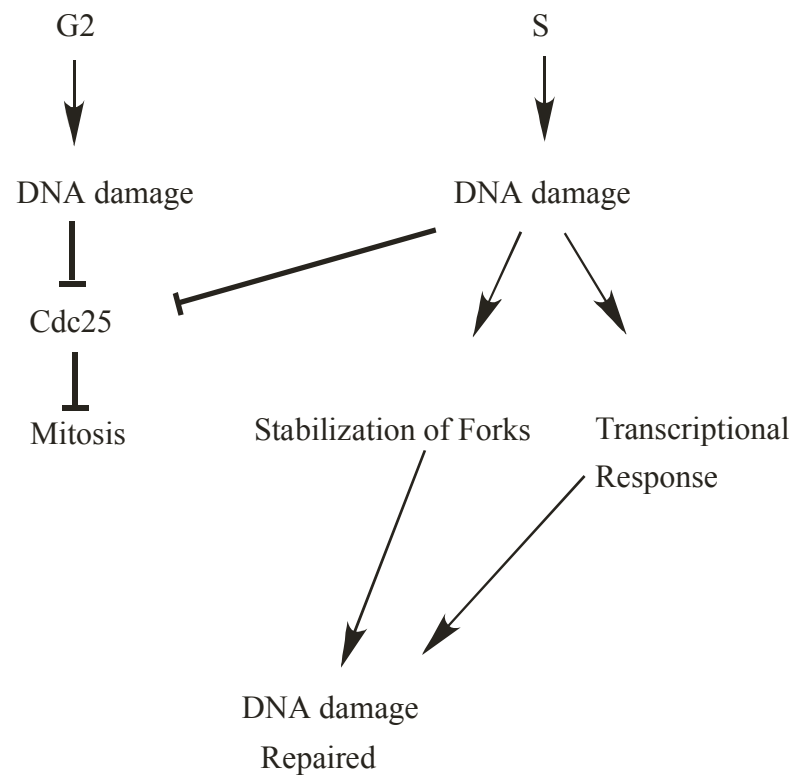 G2
S
DNA damage
DNA damage
Cdc25
Mitosis
Stabilization of Forks
Transcriptional
Response
DNA damage
Repaired